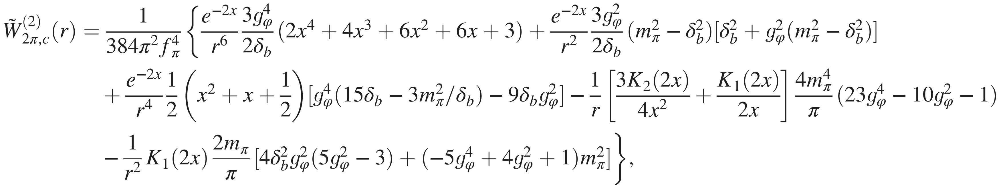 \tilde{W}^{(2)}_{2\pi,c}(r) = \frac{1}{384\pi^2 f_\pi^4} \left\{ \frac{e^{-2x}}{r^6} \frac{3g_\varphi^4}{2\delta_b} (2x^4 + 4x^3 + 6x^2 + 6x + 3) + \frac{e^{-2x}}{r^2} \frac{3g_\varphi^2}{2\delta_b} (m_\pi^2 - \delta_b^2)[\delta_b^2 + g_\varphi^2(m_\pi^2 - \delta_b^2)]
+ \frac{e^{-2x}}{r^4} \frac{1}{2} \left( x^2 + x + \frac{1}{2} \right) [g_\varphi^4(15\delta_b - 3m_\pi^2/\delta_b) - 9\delta_b g_\varphi^2] - \frac{1}{r} \left[ \frac{3K_2(2x)}{4x^2} + \frac{K_1(2x)}{2x} \right] \frac{4m_\pi^4}{\pi} (23g_\varphi^4 - 10g_\varphi^2 - 1)
- \frac{1}{r^2} K_1(2x) \frac{2m_\pi}{\pi} [4\delta_b^2 g_\varphi^2(5g_\varphi^2 - 3) + (-5g_\varphi^4 + 4g_\varphi^2 + 1)m_\pi^2] \right\},